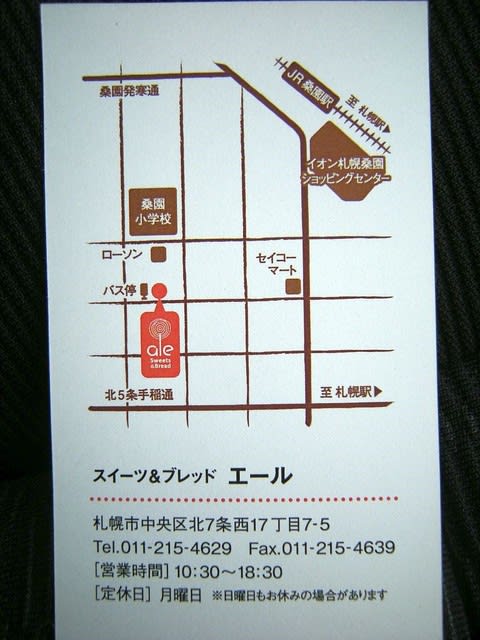 桑園発寒通
JR桑園駅
至 札幌駅▶
イオン札幌桑園
ショッピングセンター
桑園
小学校
ローソン
セイコー
マート
バス停
ale
Sweets
&Bread
北5条手稲通
至 札幌駅▶
スイーツ&ブレッド エール
札幌市中央区北7条西17丁目7-5
Tel.011-215-4629 Fax.011-215-4639
[営業時間] 10:30〜18:30
[定休日] 月曜日 ※日曜日もお休みの場合があります